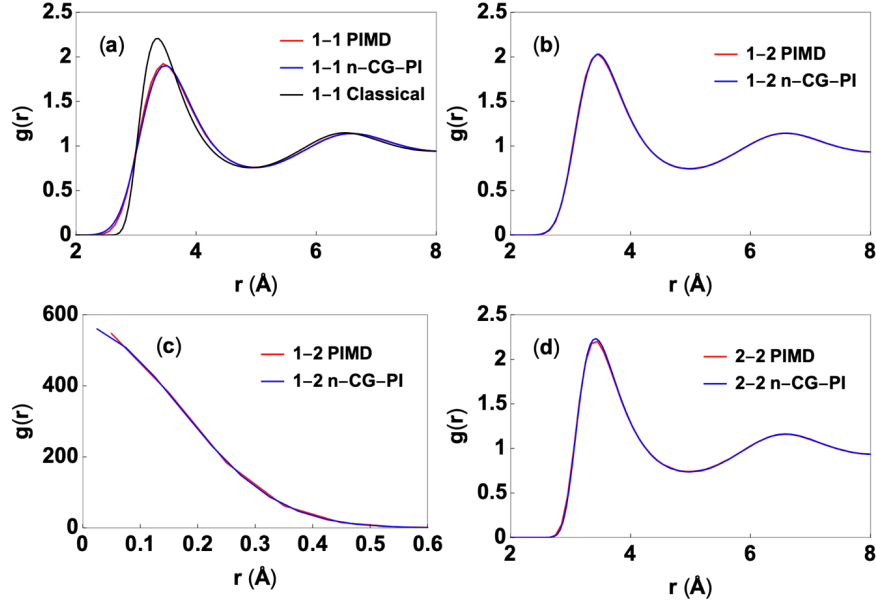 (a)
1–1 PIMD
1–1 n–CG–PI
1–1 Classical
g(r)
2.5
2
1.5
1
0.5
0
2
4
6
8
r (Å)
(b)
1–2 PIMD
1–2 n–CG–PI
g(r)
2.5
2
1.5
1
0.5
0
2
4
6
8
r (Å)
(c)
1–2 PIMD
1–2 n–CG–PI
g(r)
600
400
200
0
0
0.1
0.2
0.3
0.4
0.5
0.6
r (Å)
(d)
2–2 PIMD
2–2 n–CG–PI
g(r)
2.5
2
1.5
1
0.5
0
2
4
6
8
r (Å)